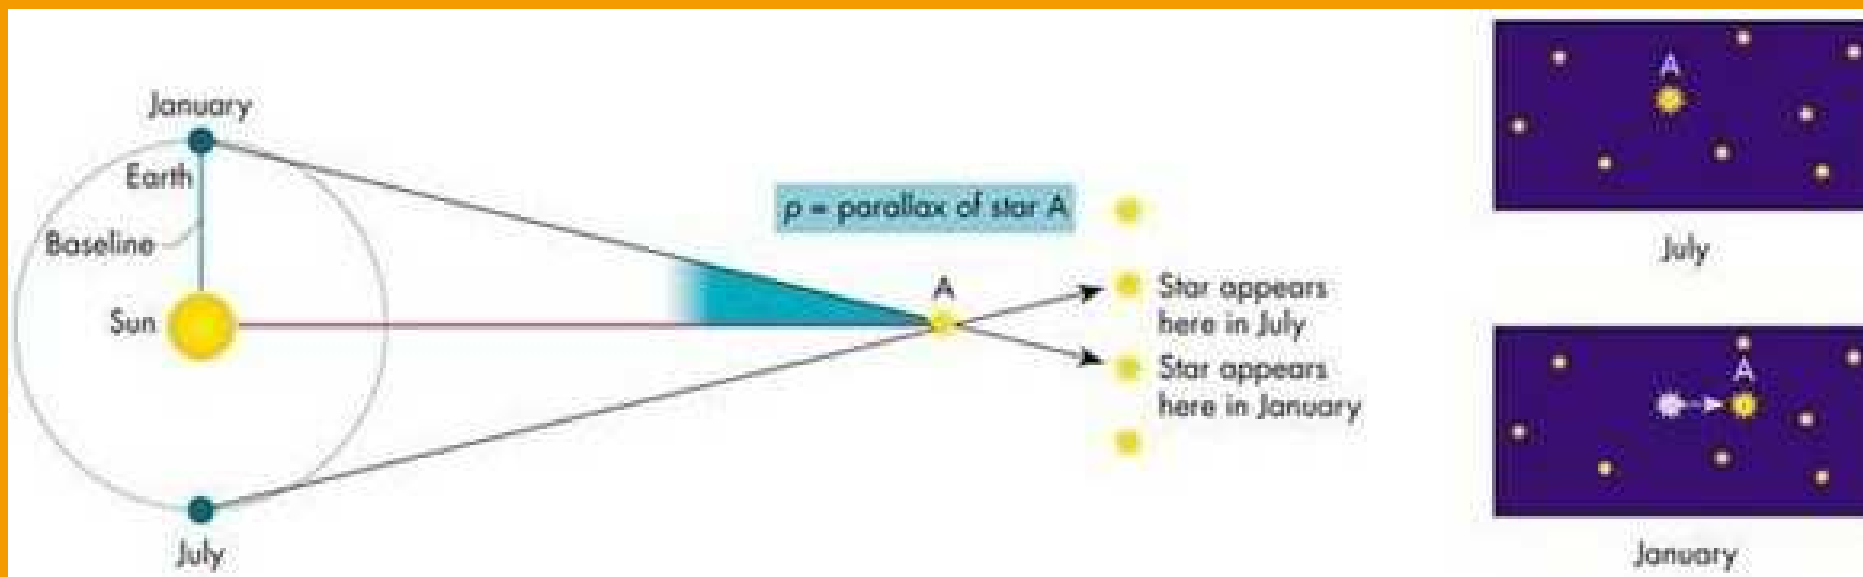 January
Earth
Baseline
Sun
July
p = parallax of star A
A
Star appears
here in July
Star appears
here in January
A
July
A
January